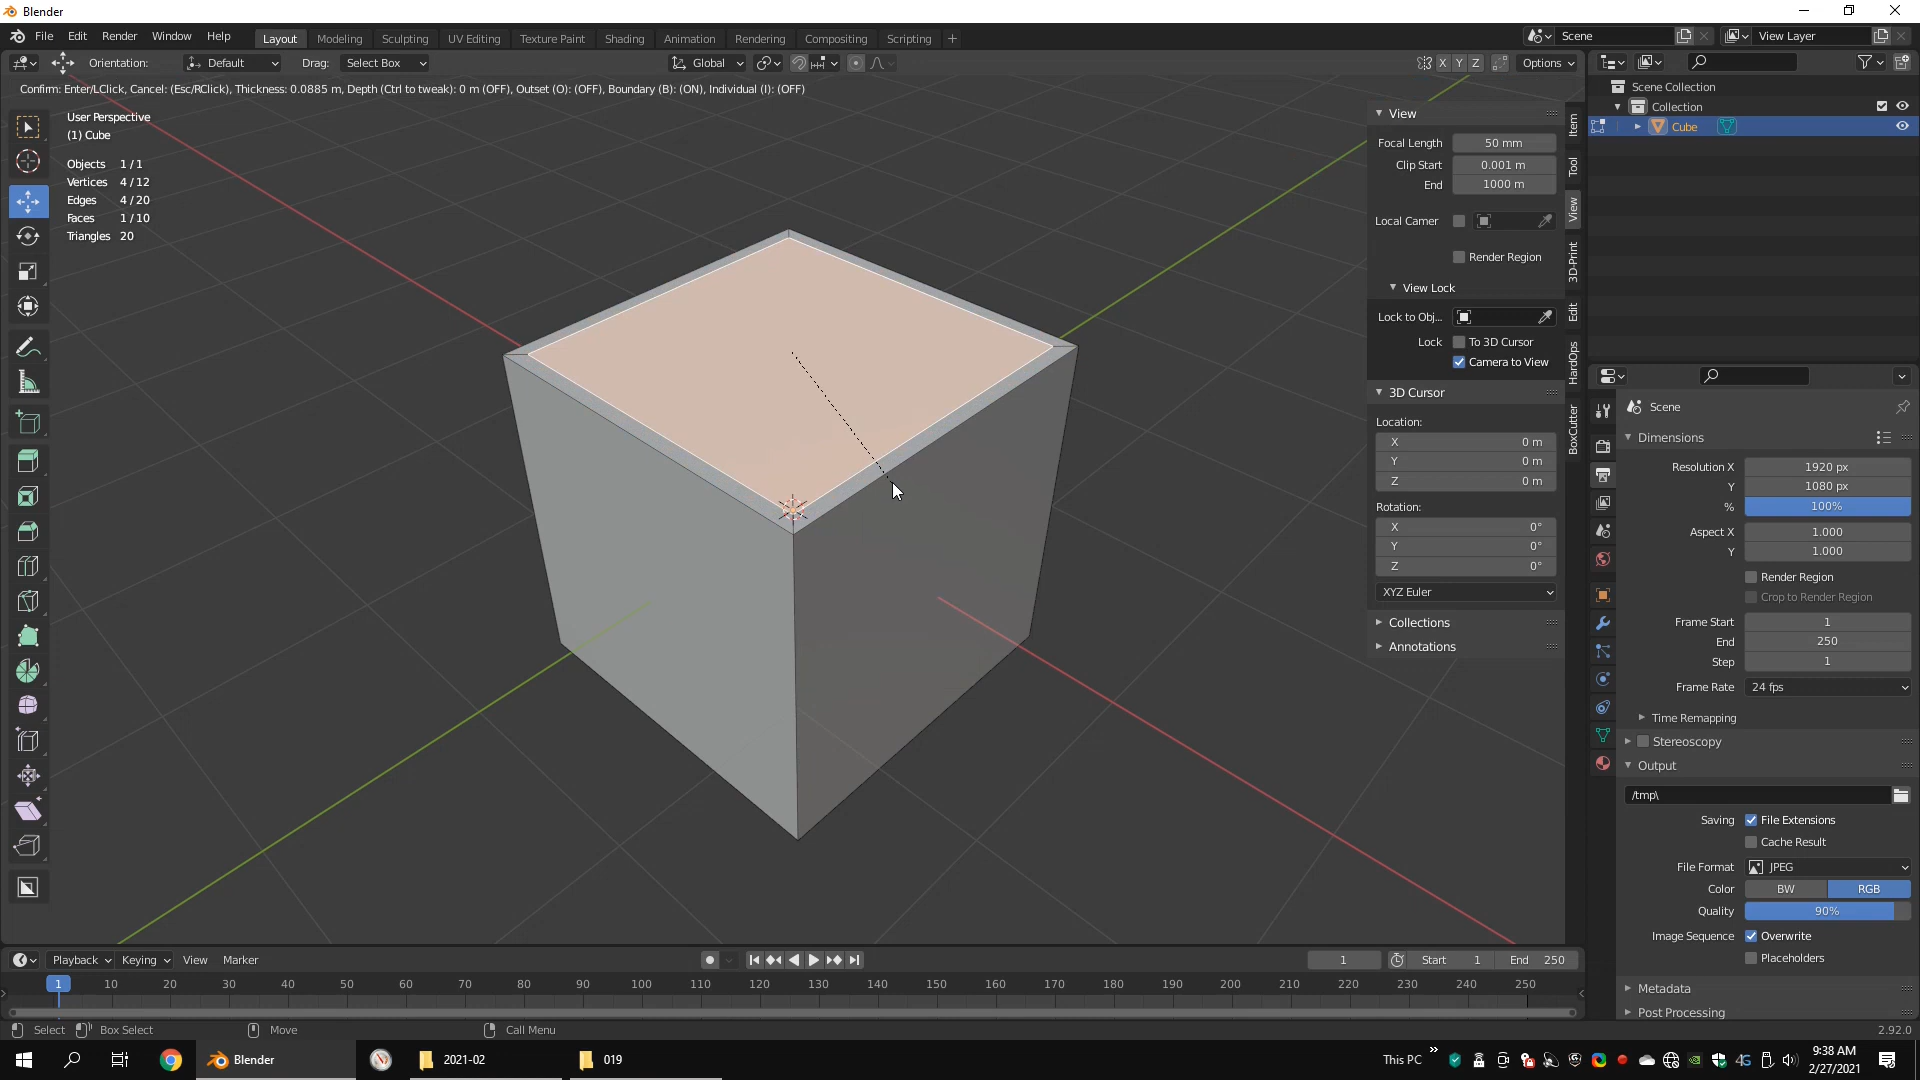 Blender
File Edit Render Window Help
Layout Modeling Sculpting UV Editing Texture Paint Shading Animation Rendering Compositing Scripting
Scene
View Layer
Orientation: Default Drag: Select Box
Global
X Y Z Options
Confirm: Enter/LClick, Cancel: (Esc/RClick), Thickness: 0.0885 m, Depth (Ctrl to tweak): 0 m (OFF), Outset (O): (OFF), Boundary (B): (ON), Individual (I): (OFF)
User Perspective
(1) Cube
Objects 1 / 1
Vertices 4 / 12
Edges 4 / 20
Faces 1 / 10
Triangles 20
View
Focal Length 50 mm
Clip Start 0.001 m
End 1000 m
Local Camer
Render Region
View Lock
Lock to Obj...
Lock To 3D Cursor
Camera to View
3D Cursor
Location:
X 0 m
Y 0 m
Z 0 m
Rotation:
X 0°
Y 0°
Z 0°
XYZ Euler
Collections
Annotations
Item
Tool
View
3D-Print
Edit
HardOps
BoxCutter
Scene Collection
Collection
Cube
Scene
Dimensions
Resolution X 1920 px
Y 1080 px
% 100%
Aspect X 1.000
Y 1.000
Render Region
Crop to Render Region
Frame Start 1
End 250
Step 1
Frame Rate 24 fps
Time Remapping
Stereoscopy
Output
/tmp\
Saving File Extensions
Cache Result
File Format JPEG
Color BW RGB
Quality 90%
Image Sequence Overwrite
Placeholders
Metadata
Post Processing
Playback Keying View Marker
1 Start 1 End 250
1 10 20 30 40 50 60 70 80 90 100 110 120 130 140 150 160 170 180 190 200 210 220 230 240 250
Select Box Select Move Call Menu
2.92.0
Blender 2021-02 019
This PC
9:38 AM
2/27/2021